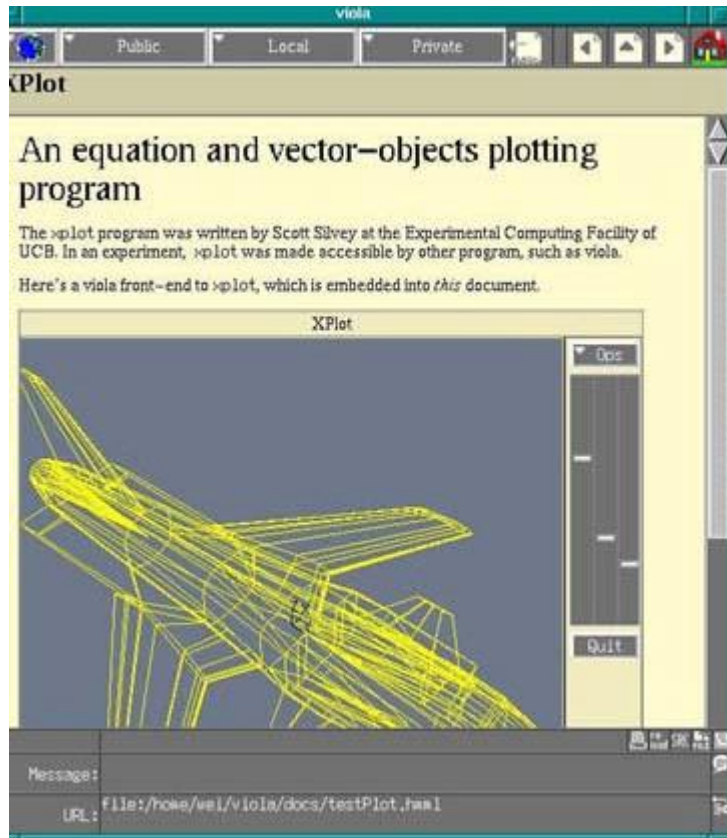 viola
Public Local Private
XPlot
An equation and vector-objects plotting
program
The xplot program was written by Scott Silvey at the Experimental Computing Facility of
UCB. In an experiment, xplot was made accessible by other program, such as viola.
Here's a viola front-end to xplot, which is embedded into this document.
XPlot
Ops
Quit
SRC
Message:
URL: file:/home/wei/viola/docs/testPlot.hmml